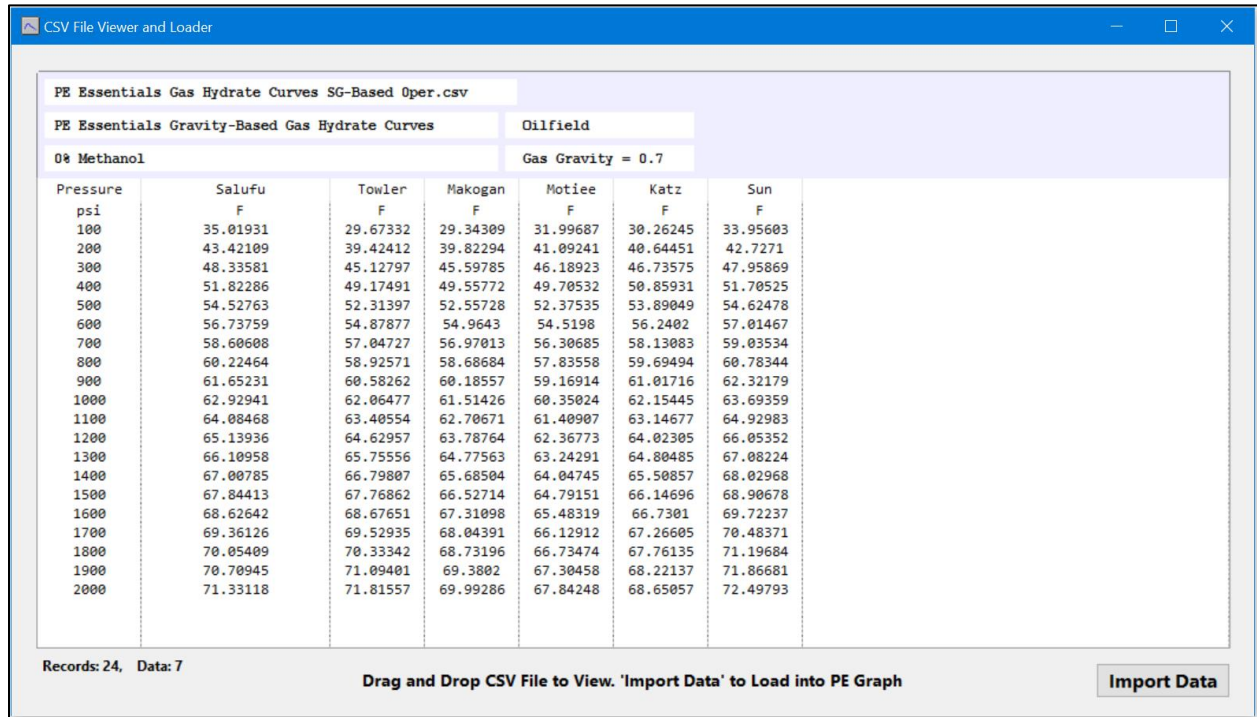 CSV File Viewer and Loader
PE Essentials Gas Hydrate Curves SG-Based 0per.csv
PE Essentials Gravity-Based Gas Hydrate Curves Oilfield
0% Methanol Gas Gravity = 0.7
Pressure Salufu Towler Makogan Motiee Katz Sun
psi F F F F F F
100 35.01931 29.67332 29.34309 31.99687 30.26245 33.95603
200 43.42109 39.42412 39.82294 41.09241 40.64451 42.7271
300 48.33581 45.12797 45.59785 46.18923 46.73575 47.95869
400 51.82286 49.17491 49.55772 49.70532 50.85931 51.70525
500 54.52763 52.31397 52.55728 52.37535 53.89049 54.62478
600 56.73759 54.87877 54.9643 54.5198 56.2402 57.01467
700 58.60608 57.04727 56.97013 56.30685 58.13083 59.03534
800 60.22464 58.92571 58.68684 57.83558 59.69494 60.78344
900 61.65231 60.58262 60.18557 59.16914 61.01716 62.32179
1000 62.92941 62.06477 61.51426 60.35024 62.15445 63.69359
1100 64.08468 63.40554 62.70671 61.40907 63.14677 64.92983
1200 65.13936 64.62957 63.78764 62.36773 64.02305 66.05352
1300 66.10958 65.75556 64.77563 63.24291 64.80485 67.08224
1400 67.00785 66.79807 65.68504 64.04745 65.50857 68.02968
1500 67.84413 67.76862 66.52714 64.79151 66.14696 68.90678
1600 68.62642 68.67651 67.31098 65.48319 66.7301 69.72237
1700 69.36126 69.52935 68.04391 66.12912 67.26605 70.48371
1800 70.05409 70.33342 68.73196 66.73474 67.76135 71.19684
1900 70.70945 71.09401 69.3802 67.30458 68.22137 71.86681
2000 71.33118 71.81557 69.99286 67.84248 68.65057 72.49793
Records: 24, Data: 7
Drag and Drop CSV File to View. 'Import Data' to Load into PE Graph
Import Data